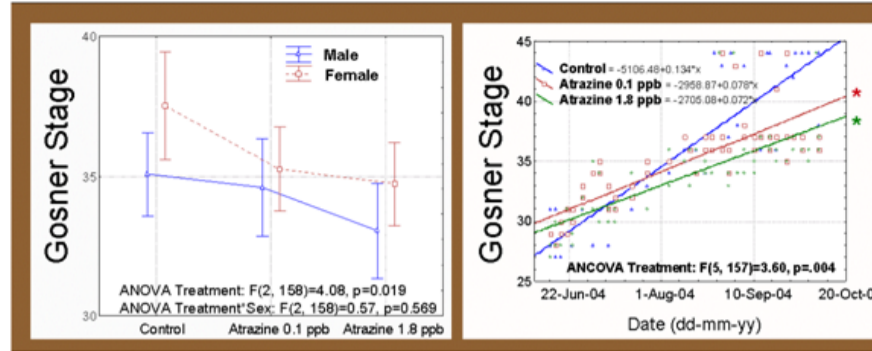 Gosner Stage
40
35
30
Male
Female
ANOVA Treatment: F(2, 158)=4.08, p=0.019
ANOVA Treatment*Sex: F(2, 158)=0.57, p=0.569
Control
Atrazine 0.1 ppb
Atrazine 1.8 ppb
Gosner Stage
45
40
35
30
25
Control = -5106.48+0.134*x
Atrazine 0.1 ppb = -2958.87+0.078*x
Atrazine 1.8 ppb = -2705.08+0.072*x
*
*
ANCOVA Treatment: F(5, 157)=3.60, p=.004
22-Jun-04
1-Aug-04
10-Sep-04
20-Oct-0
Date (dd-mm-yy)